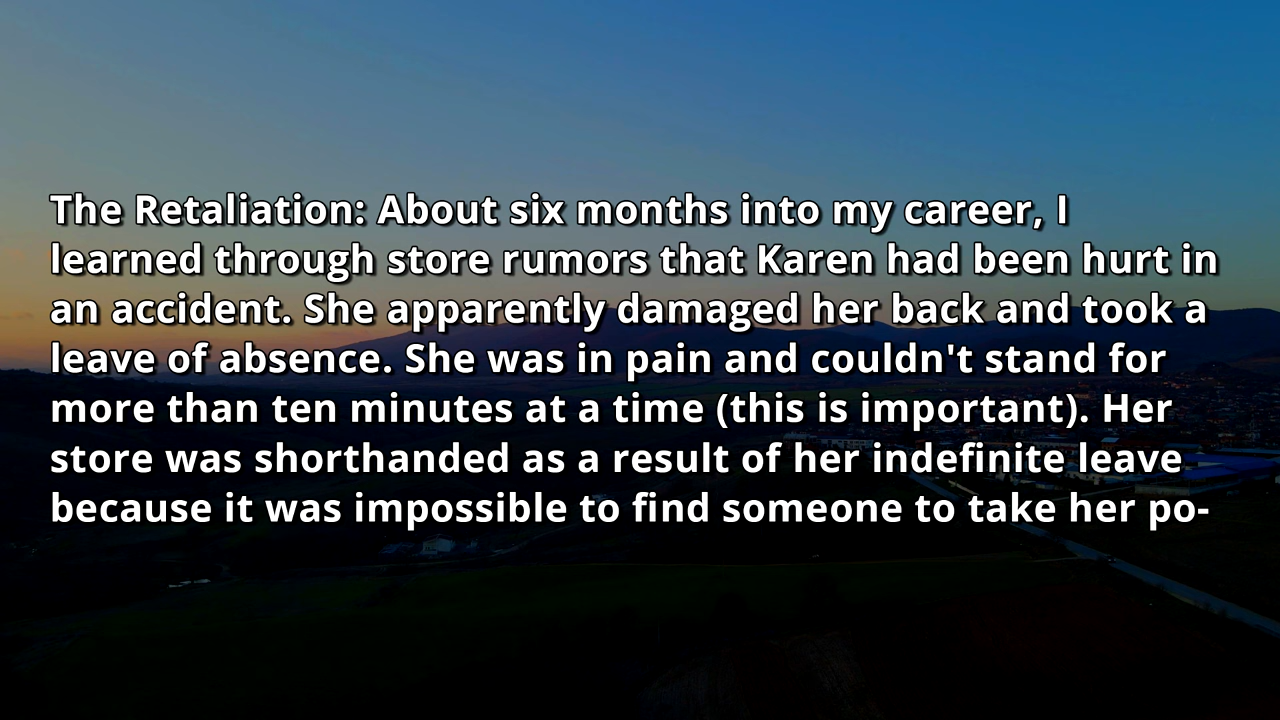 The Retaliation: About six months into my career, I
learned through store rumors that Karen had been hurt in
an accident. She apparently damaged her back and took a
leave of absence. She was in pain and couldn't stand for
more than ten minutes at a time (this is important). Her
store was shorthanded as a result of her indefinite leave
because it was impossible to find someone to take her po-